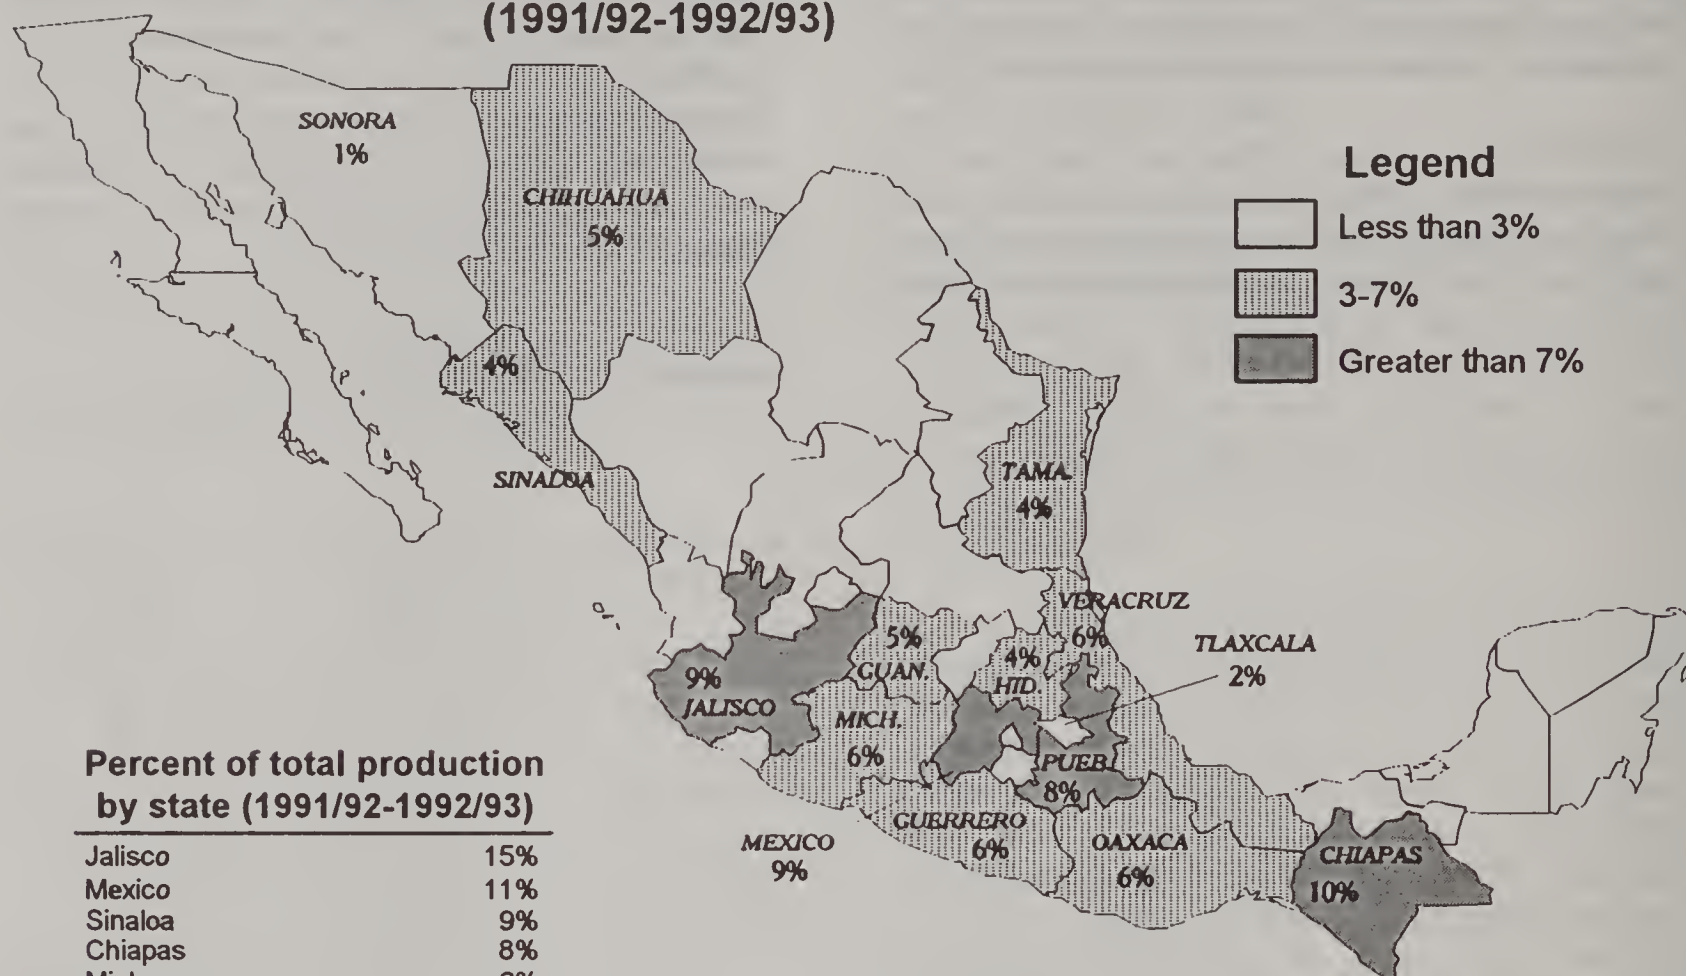 (1991/92-1992/93)
SONORA
1%
CHIHUAHUA
5%
Legend
Less than 3%
3-7%
Greater than 7%
4%
SINALOA
TAMA.
4%
VERACRUZ
6%
TLAXCALA
2%
5%
GUAN.
4%
HID.
9%
JALISCO
MICH.
6%
PUEB.
8%
GUERRERO
6%
MEXICO
9%
OAXACA
6%
CHIAPAS
10%
Percent of total production
by state (1991/92-1992/93)
Jalisco 15%
Mexico 11%
Sinaloa 9%
Chiapas 8%